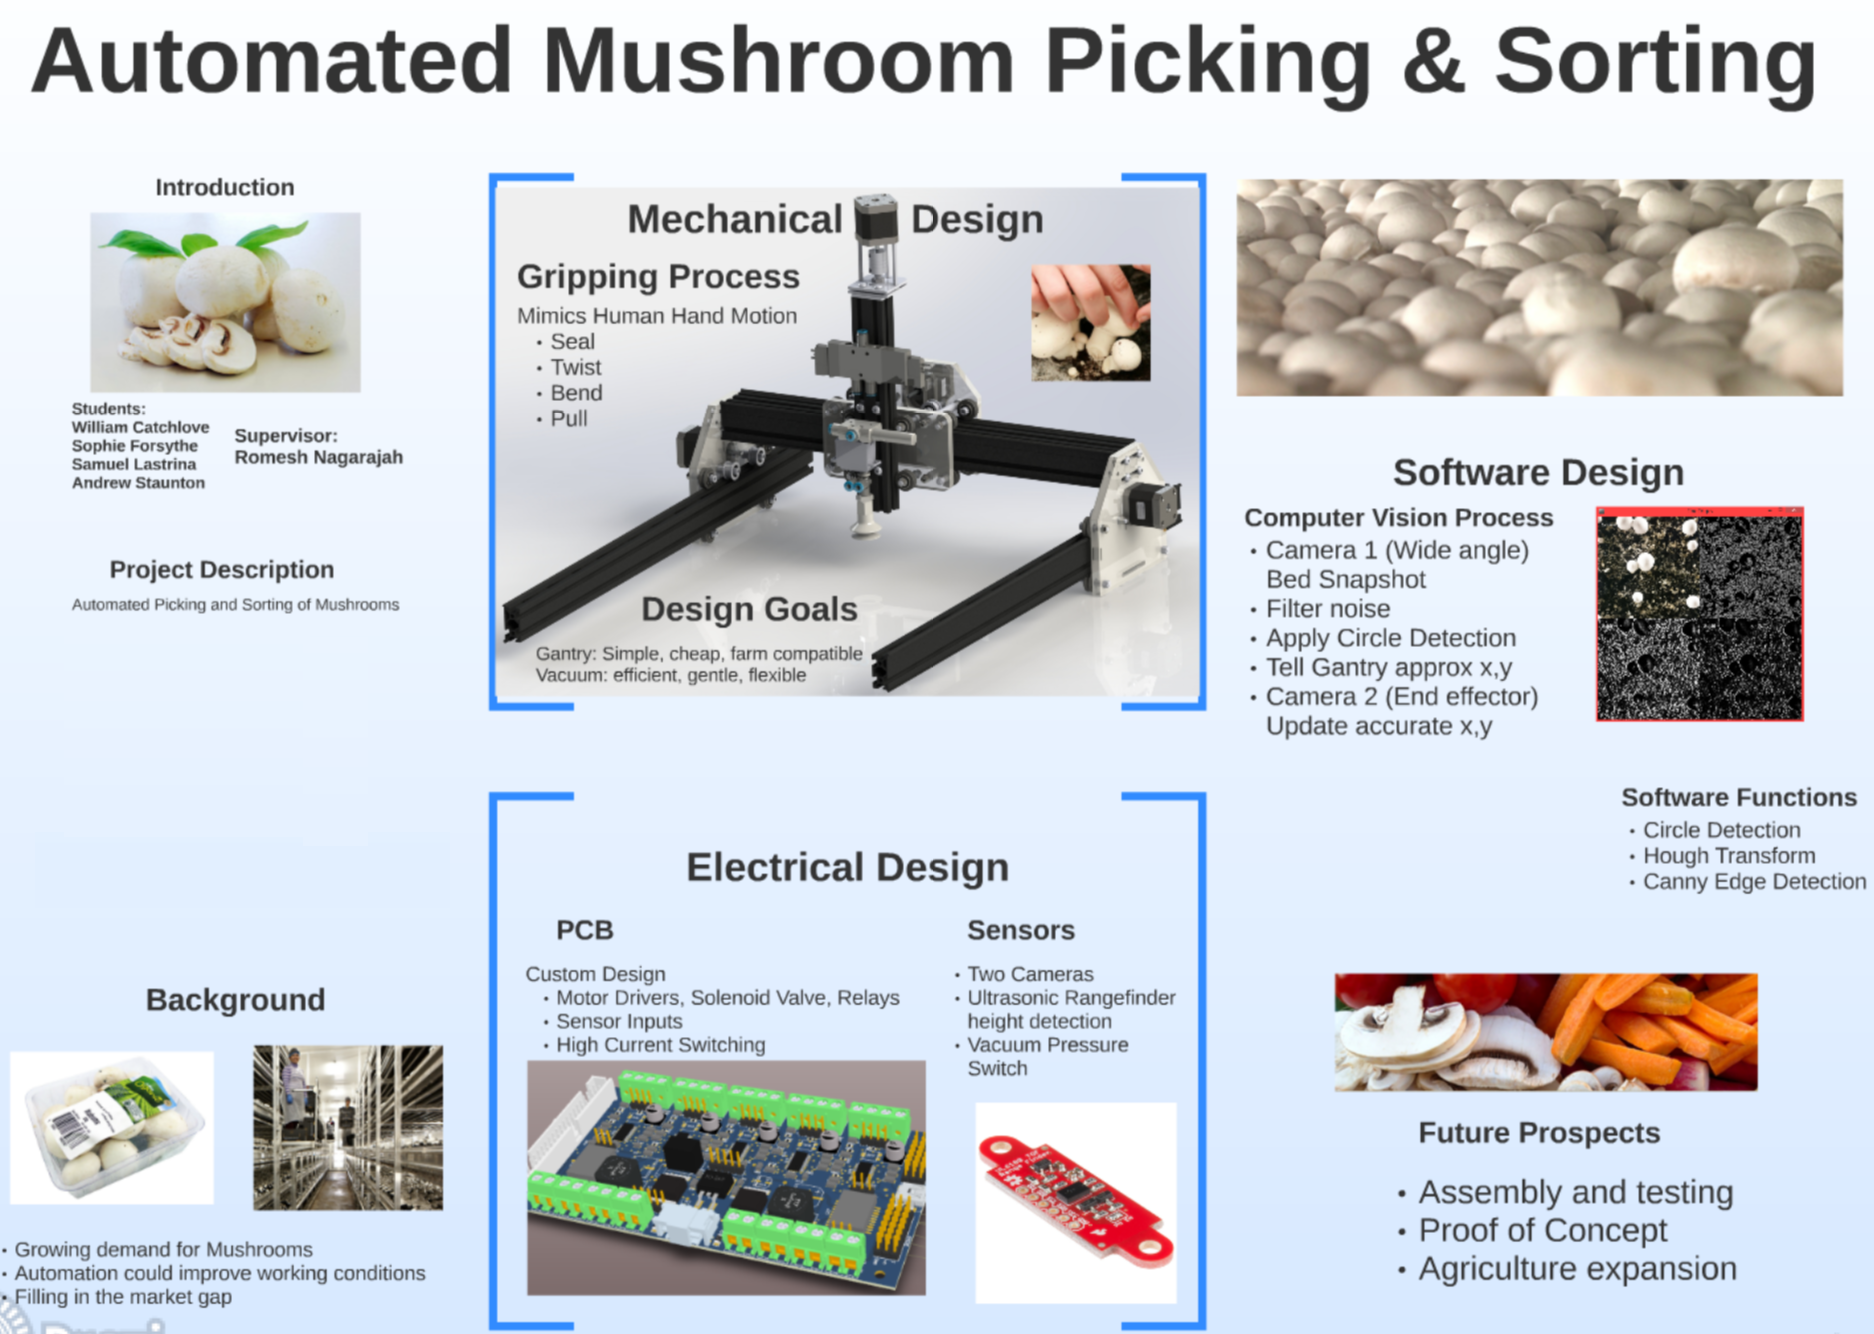 Automated Mushroom Picking & Sorting
Introduction
Students:
William Catchlove
Sophie Forsythe
Samuel Lastrina
Andrew Staunton
Supervisor:
Romesh Nagarajah
Project Description
Automated Picking and Sorting of Mushrooms
Background
• Growing demand for Mushrooms
• Automation could improve working conditions
• Filling in the market gap
Mechanical Design
Gripping Process
Mimics Human Hand Motion
• Seal
• Twist
• Bend
• Pull
Design Goals
Gantry: Simple, cheap, farm compatible
Vacuum: efficient, gentle, flexible
Electrical Design
PCB
Custom Design
• Motor Drivers, Solenoid Valve, Relays
• Sensor Inputs
• High Current Switching
Sensors
• Two Cameras
• Ultrasonic Rangefinder
height detection
• Vacuum Pressure
Switch
Software Design
Computer Vision Process
• Camera 1 (Wide angle)
Bed Snapshot
• Filter noise
• Apply Circle Detection
• Tell Gantry approx x,y
• Camera 2 (End effector)
Update accurate x,y
Software Functions
• Circle Detection
• Hough Transform
• Canny Edge Detection
Future Prospects
• Assembly and testing
• Proof of Concept
• Agriculture expansion